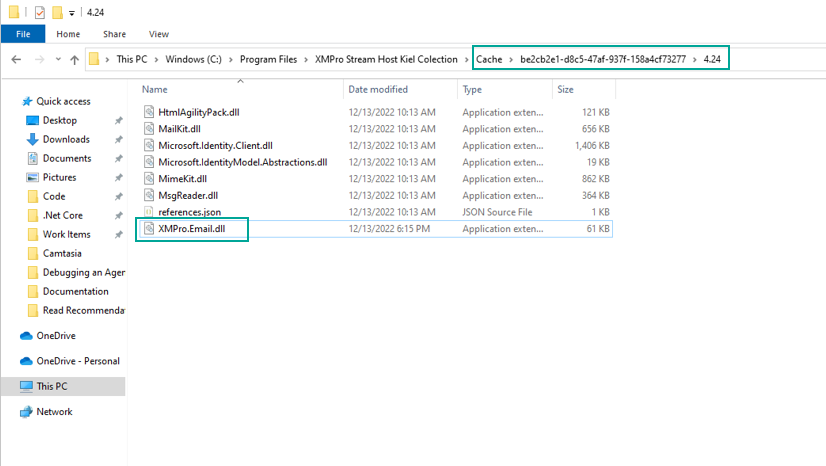 4.24
File Home Share View
This PC Windows (C:) Program Files XMPro Stream Host Kiel Colection Cache be2cb2e1-d8c5-47af-937f-158a4cf73277 4.24
Name Date modified Type Size
Quick access
Desktop
Downloads
Documents
Pictures
Code
.Net Core
Work Items
Camtasia
Debugging an Agen
Documentation
Read Recommenda
OneDrive
OneDrive - Personal
This PC
Network
HtmlAgilityPack.dll 12/13/2022 10:13 AM Application exten... 121 KB
MailKit.dll 12/13/2022 10:13 AM Application exten... 656 KB
Microsoft.Identity.Client.dll 12/13/2022 10:13 AM Application exten... 1,406 KB
Microsoft.IdentityModel.Abstractions.dll 12/13/2022 10:13 AM Application exten... 19 KB
MimeKit.dll 12/13/2022 10:13 AM Application exten... 862 KB
MsgReader.dll 12/13/2022 10:13 AM Application exten... 364 KB
references.json 12/13/2022 10:13 AM JSON Source File 1 KB
XMPro.Email.dll 12/13/2022 6:15 PM Application exten... 61 KB